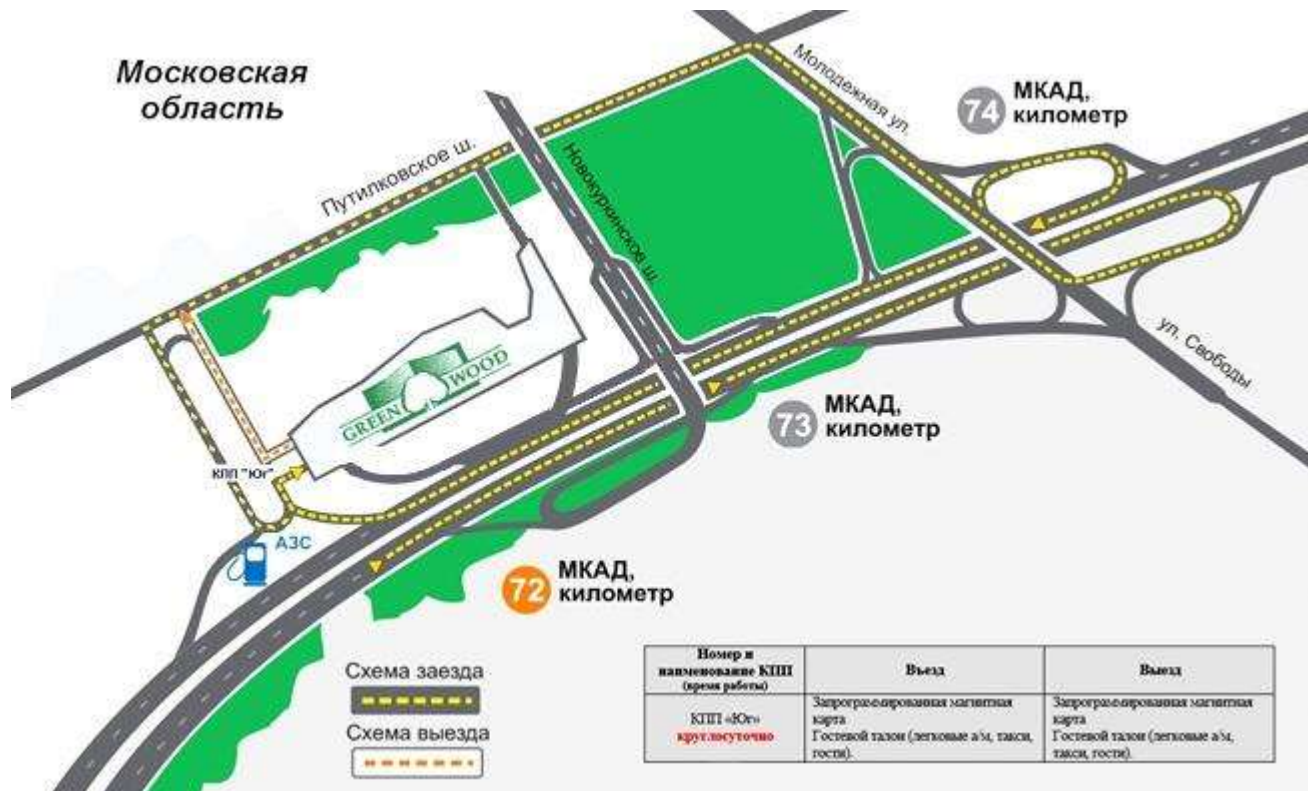 Московская
область
Путилковское ш.
Новокуркинское ш.
Молодежная ул.
74
МКАД,
километр
ул. Свободы
GREEN WOOD
КПП "Юг"
73
МКАД,
километр
АЗС
72
МКАД,
километр
Схема заезда
Схема выезда
Номер и
наименование КПП
(время работы)
Въезд
Выезд
КПП «Юг»
круглосуточно
Запрограммированная магнитная
карта
Гостевой талон (легковые а/м, такси,
гости).
Запрограммированная магнитная
карта
Гостевой талон (легковые а/м,
такси, гости).